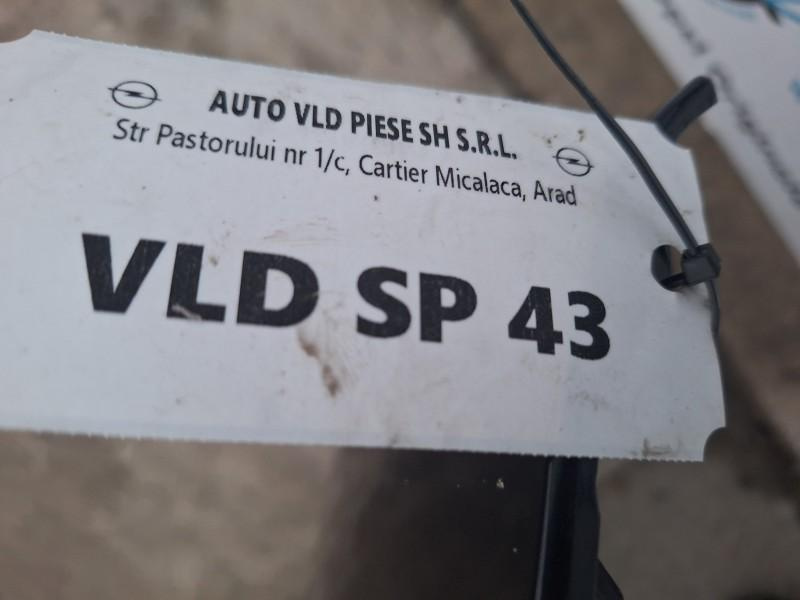 AUTO VLD PIESE SH S.R.L.
Str Pastorului nr 1/c, Cartier Micalaca, Arad
VLD SP 43